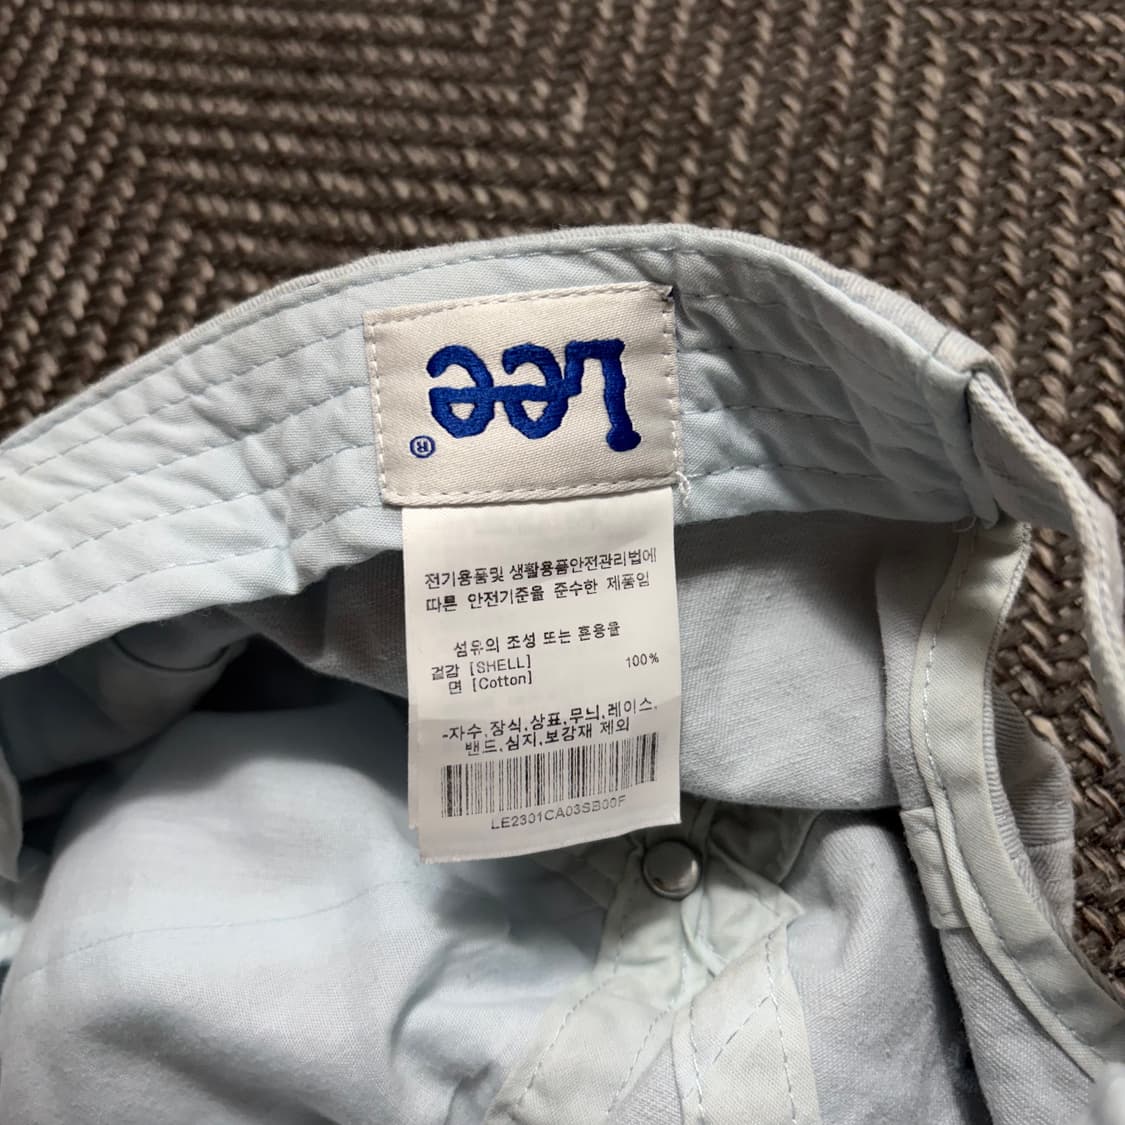 Lee
®
전기용품및 생활용품안전관리법에
따른 안전기준을 준수한 제품임
섬유의 조성 또는 혼용율
겉감 [SHELL] 100%
면 [Cotton]
-자수,장식,상표,무늬,레이스,
밴드,심지,보강재 제외
LE2301CA03SB00F